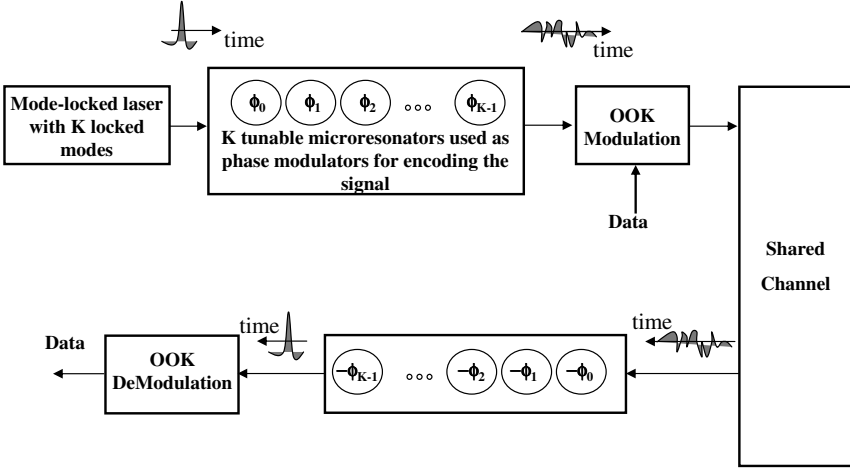 time
time
Mode-locked laser
with K locked
modes
ϕ0 ϕ1 ϕ2 ∘∘∘ ϕK-1
K tunable microresonators used as
phase modulators for encoding the
signal
OOK
Modulation
Data
Shared
Channel
time
time
Data
OOK
DeModulation
−ϕK-1 ∘∘∘ −ϕ2 −ϕ1 −ϕ0